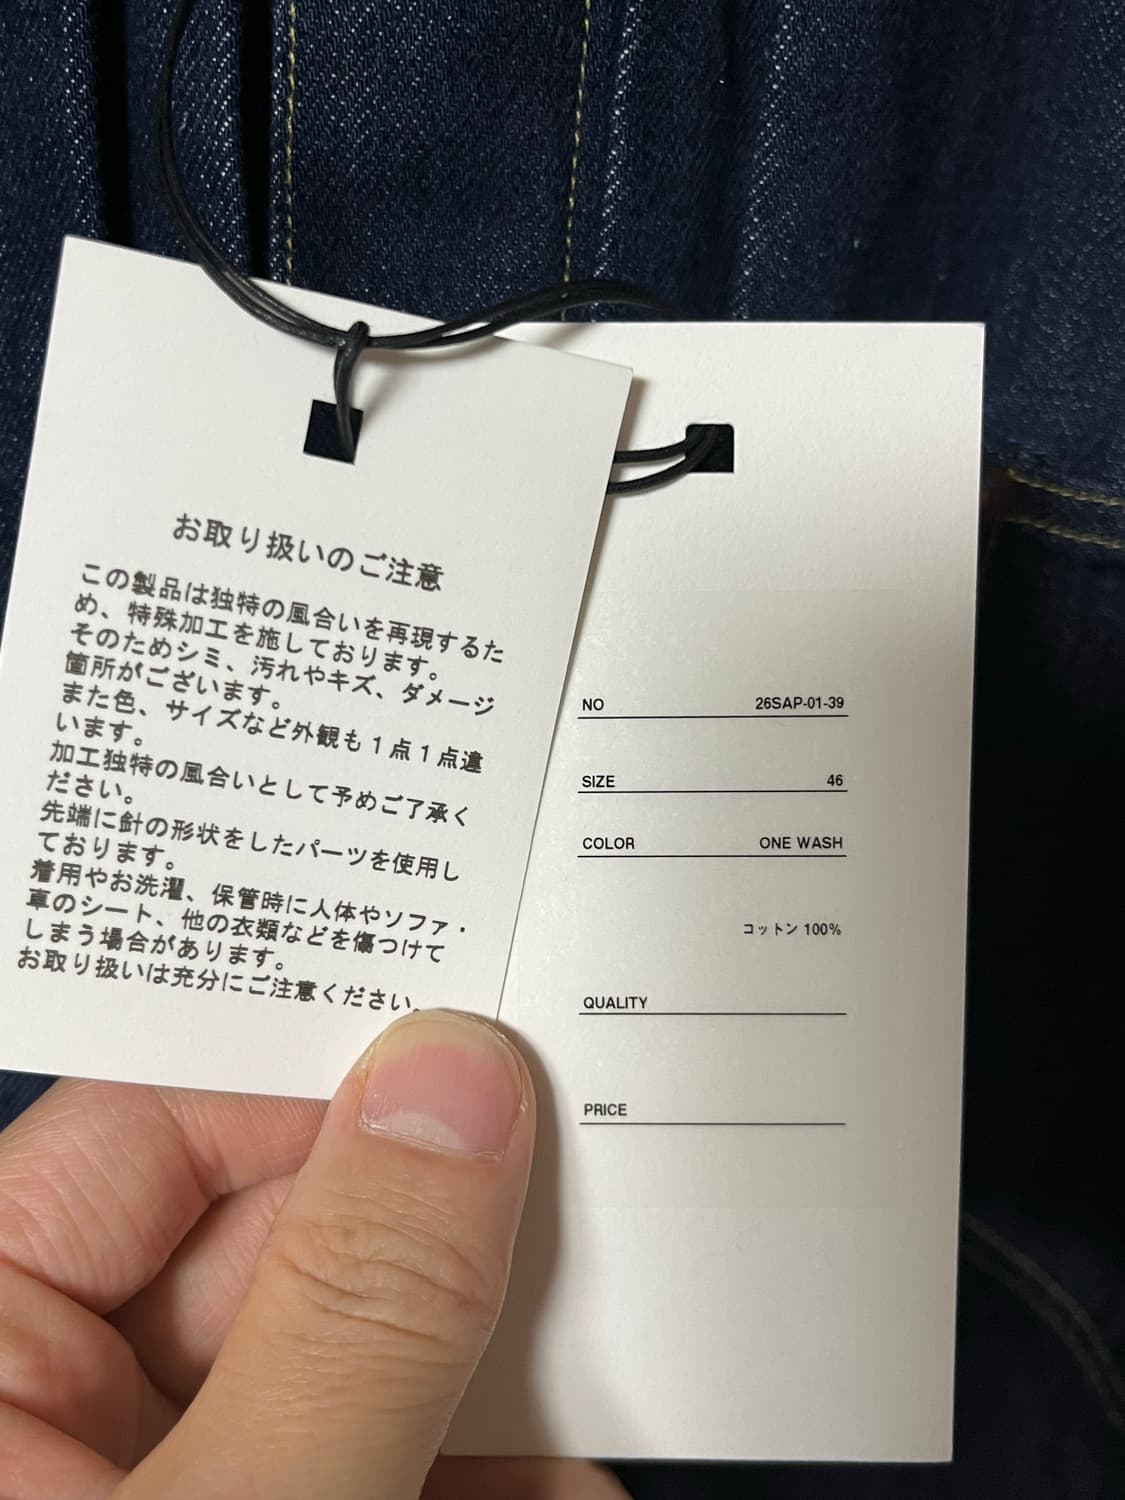 お取り扱いのご注意
この製品は独特の風合いを再現するた
め、特殊加工を施しております。
そのためシミ、汚れやキズ、ダメージ
箇所がございます。
また色、サイズなど外観も１点１点違
います。
加工独特の風合いとして予めご了承く
ださい。
先端に針の形状をしたパーツを使用し
ております。
着用やお洗濯、保管時に人体やソファ・
車のシート、他の衣類などを傷つけて
しまう場合があります。
お取り扱いは充分にご注意ください。
NO 26SAP-01-39
SIZE 46
COLOR ONE WASH
コットン 100%
QUALITY
PRICE